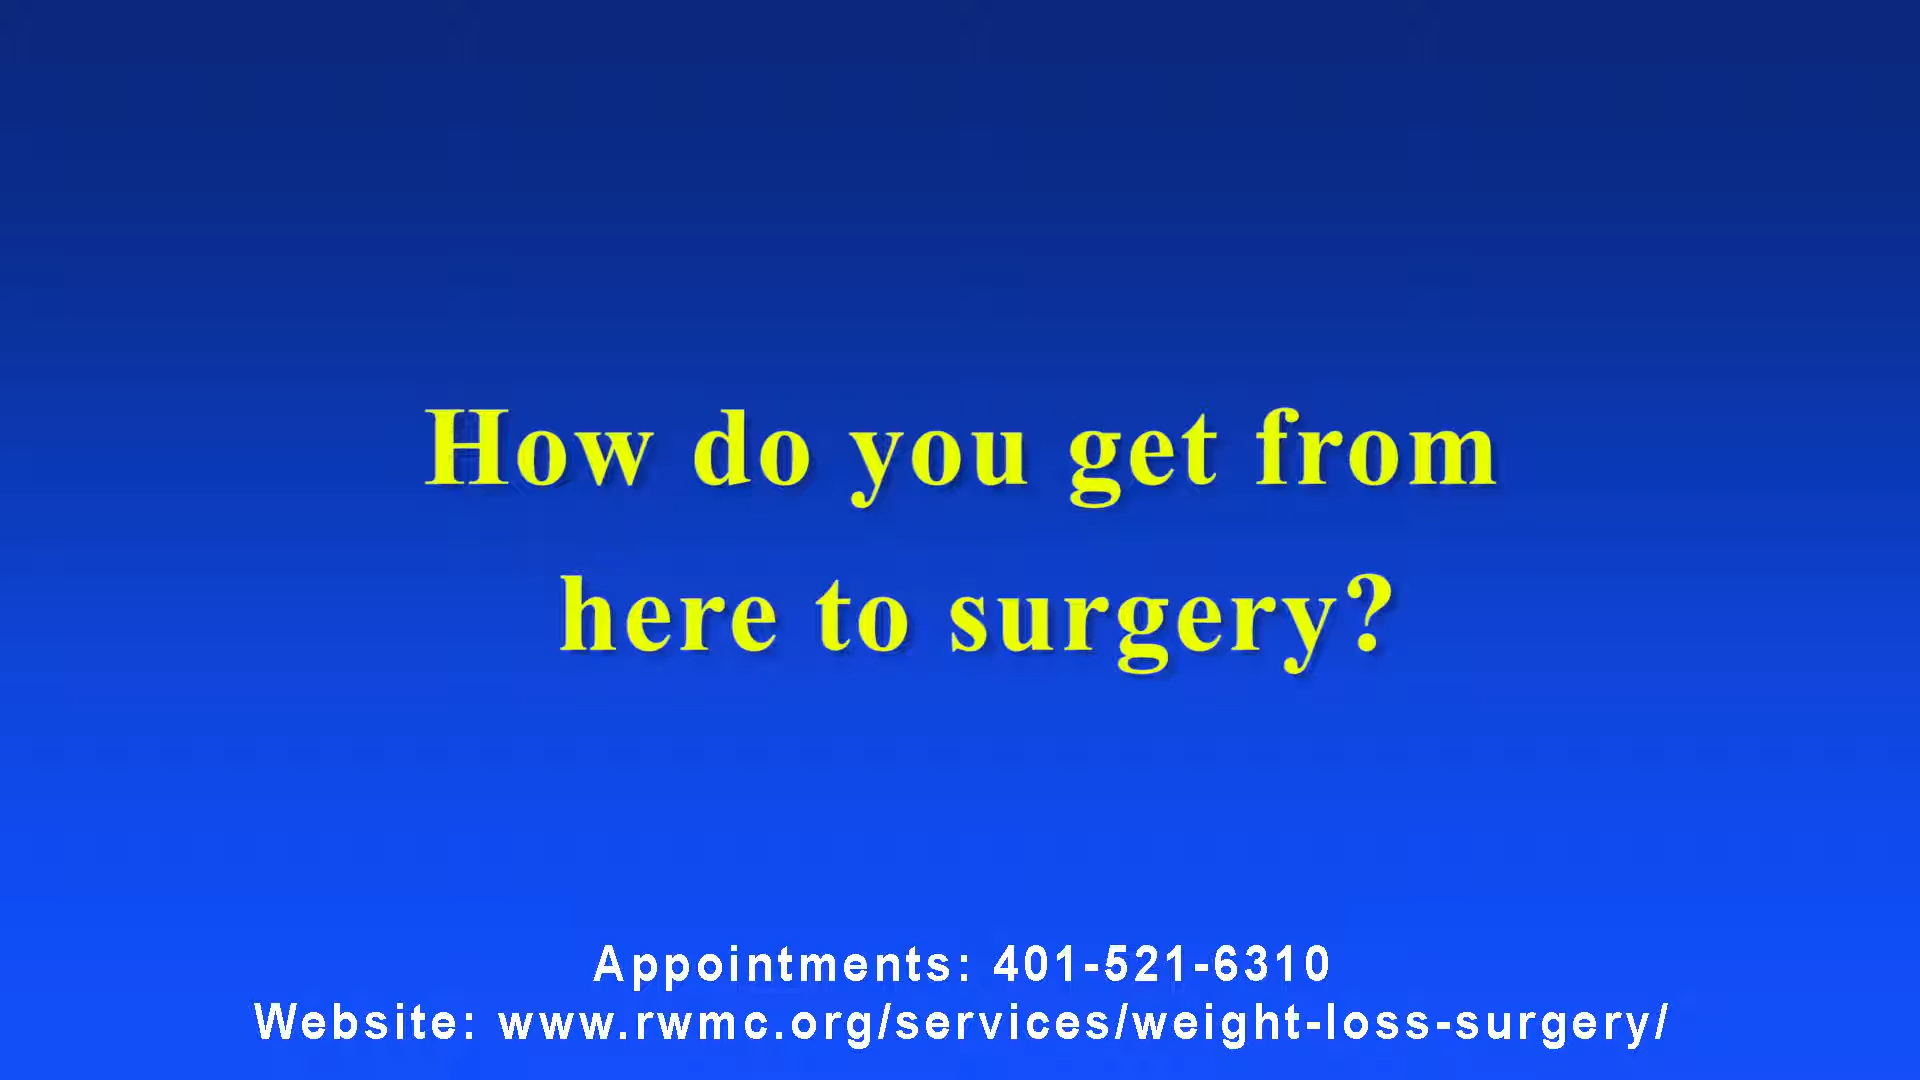 How do you get from
here to surgery?
Appointments: 401-521-6310
Website: www.rwmc.org/services/weight-loss-surgery/